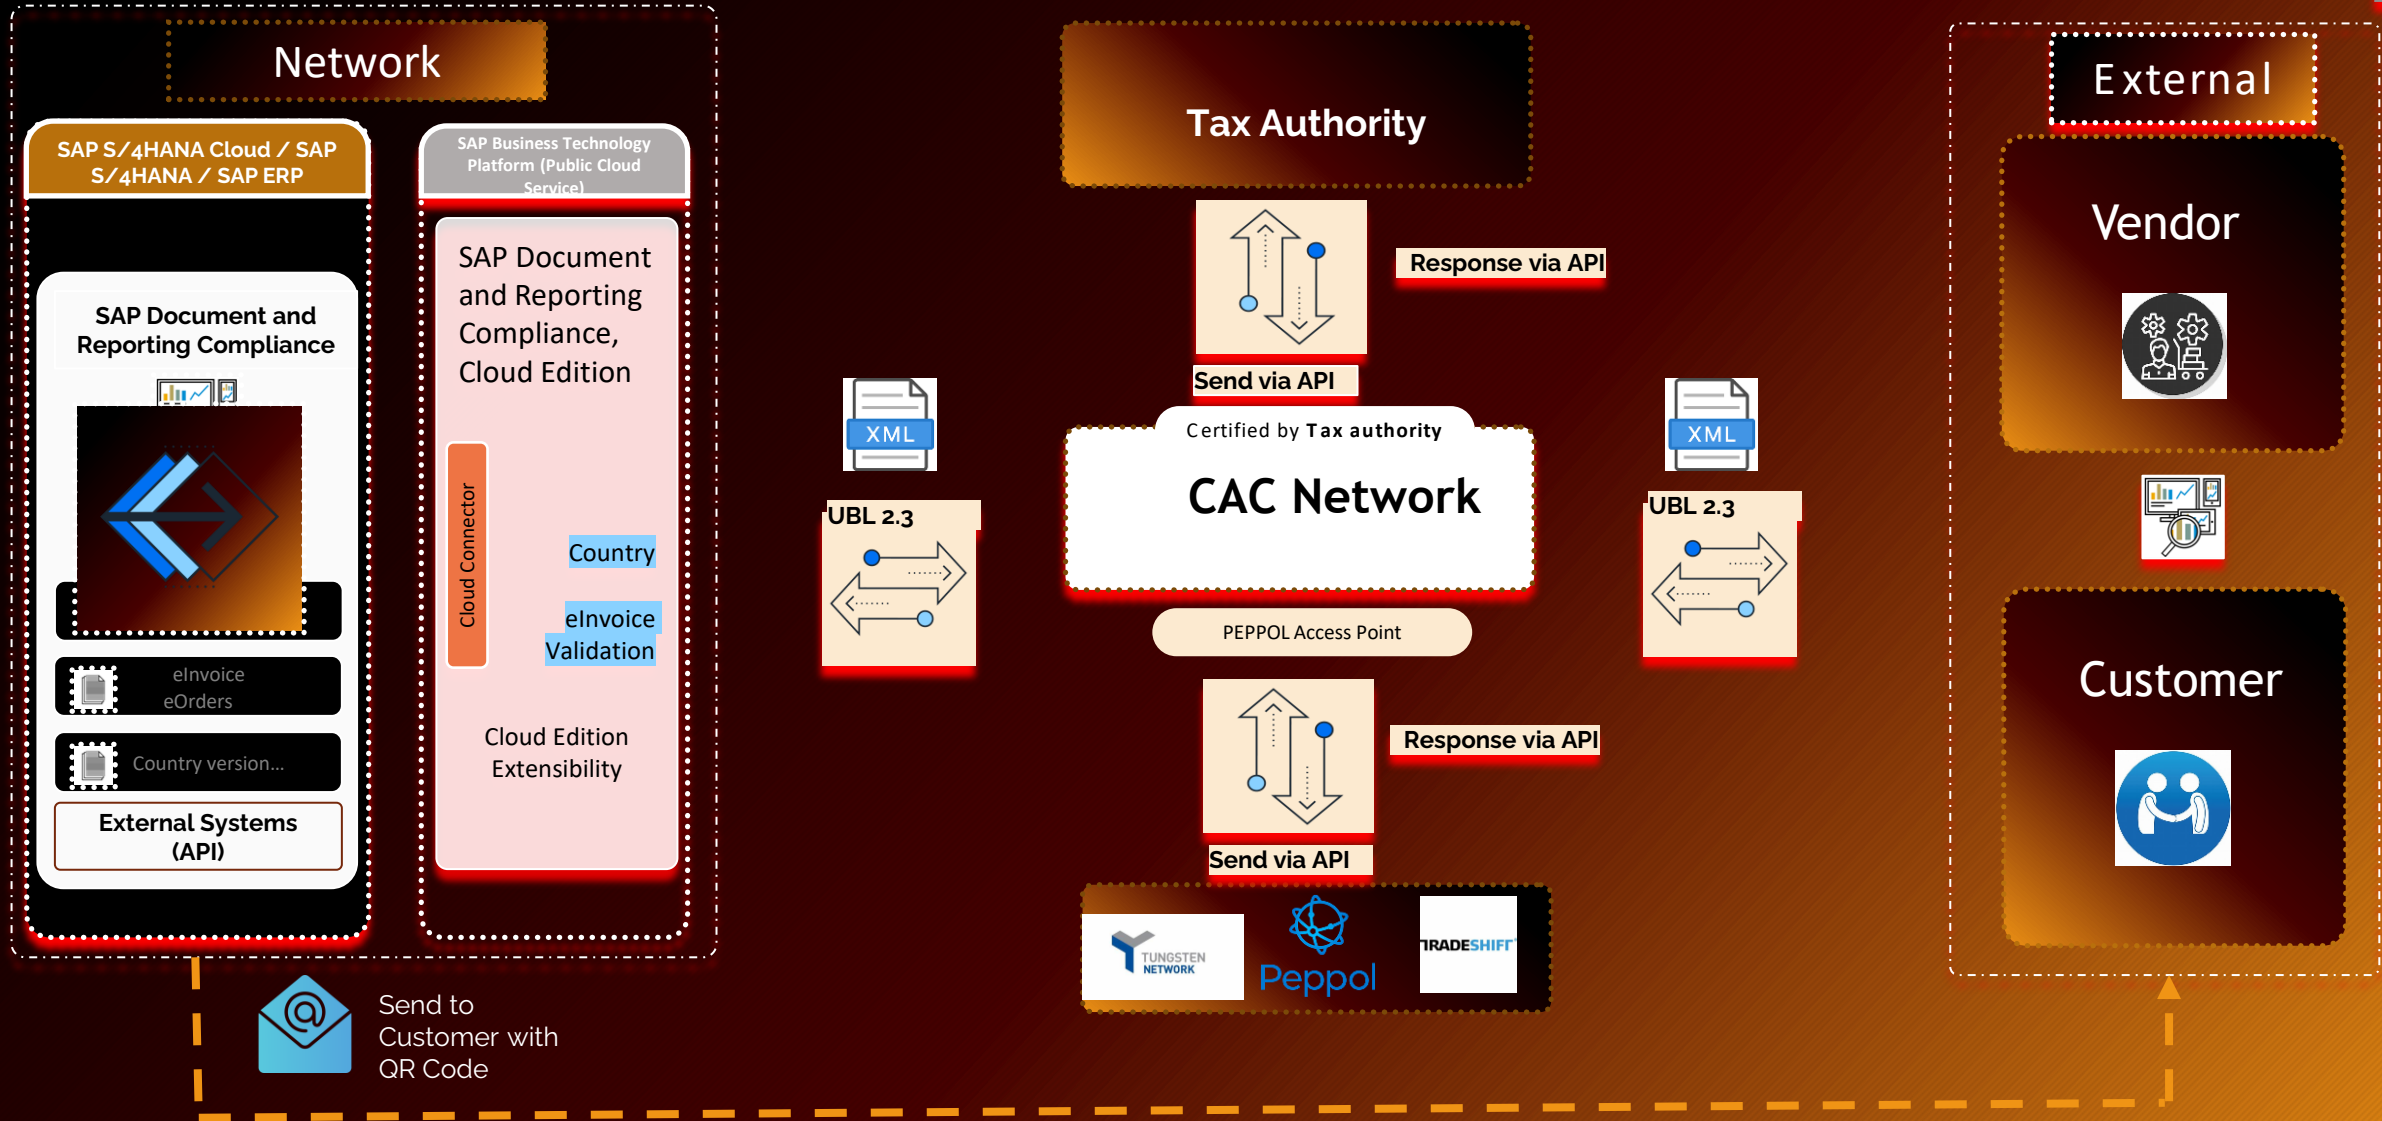 Network
SAP S/4HANA Cloud / SAP
S/4HANA / SAP ERP
SAP Document and
Reporting Compliance
eInvoice
eOrders
Country version...
External Systems
(API)
SAP Business Technology
Platform (Public Cloud
Service)
SAP Document
and Reporting
Compliance,
Cloud Edition
Cloud Connector
Country
eInvoice
Validation
Cloud Edition
Extensibility
Send to
Customer with
QR Code
XML
UBL 2.3
Tax Authority
Response via API
Send via API
Certified by Tax authority
CAC Network
PEPPOL Access Point
Response via API
Send via API
TUNGSTEN
NETWORK
Peppol
TRADESHIFT
XML
UBL 2.3
External
Vendor
Customer